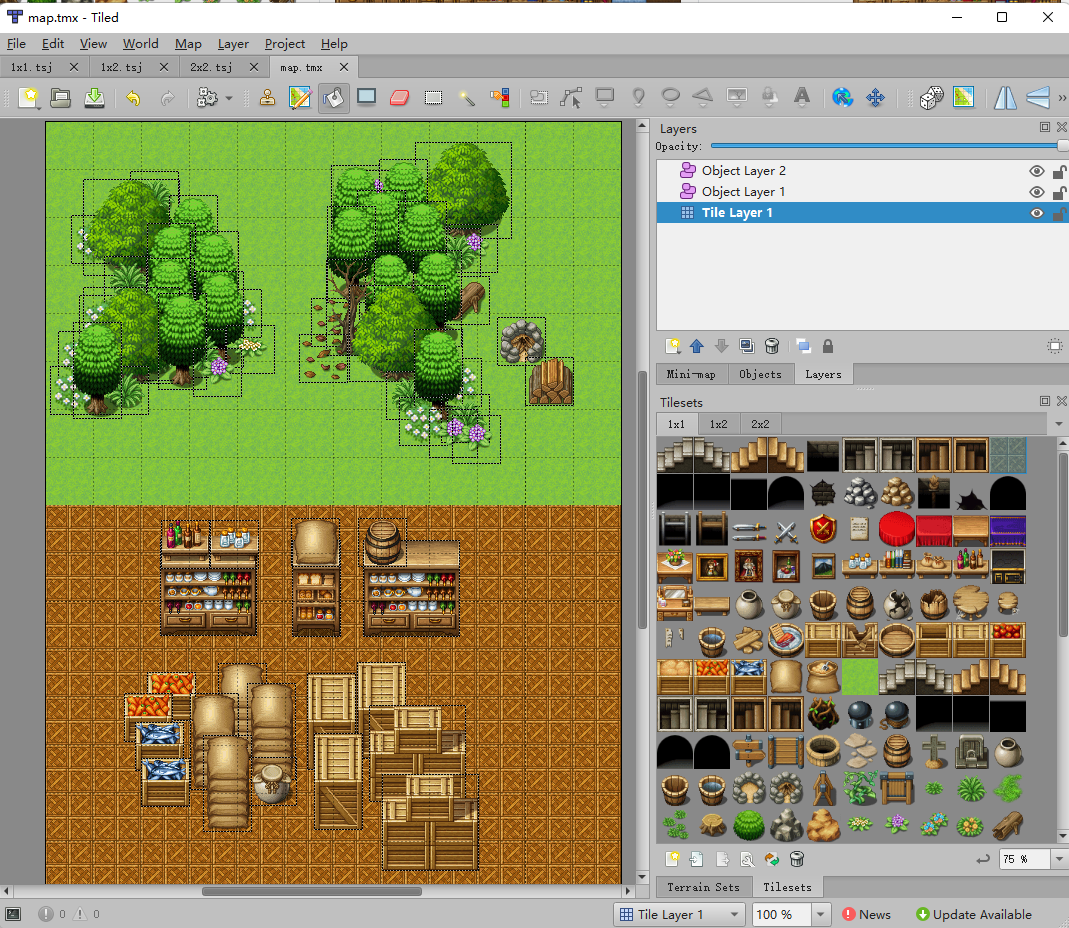 map.tmx - Tiled
File Edit View World Map Layer Project Help
1x1.tsj 1x2.tsj 2x2.tsj map.tmx
Layers
Opacity:
Object Layer 2
Object Layer 1
Tile Layer 1
Mini-map Objects Layers
Tilesets
1x1 1x2 2x2
75 %
Terrain Sets Tilesets
0 0 Tile Layer 1 100 % News Update Available